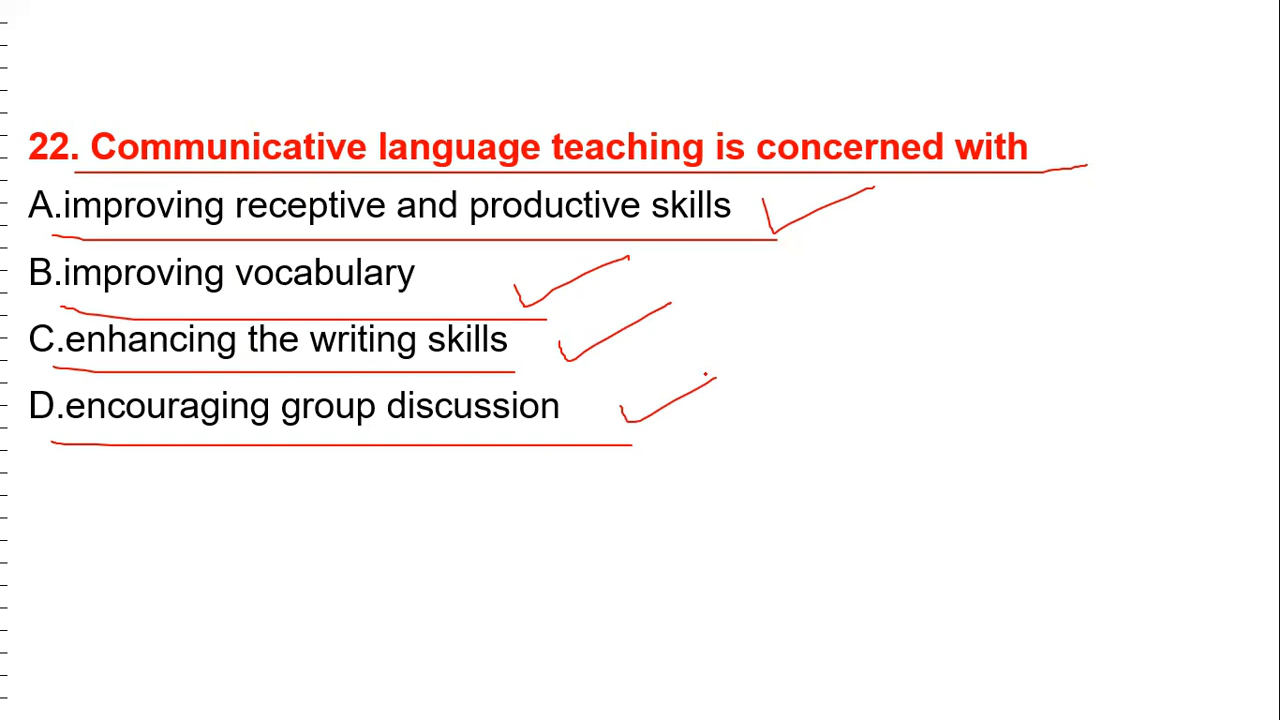 22. Communicative language teaching is concerned with
A.improving receptive and productive skills
B.improving vocabulary
C.enhancing the writing skills
D.encouraging group discussion